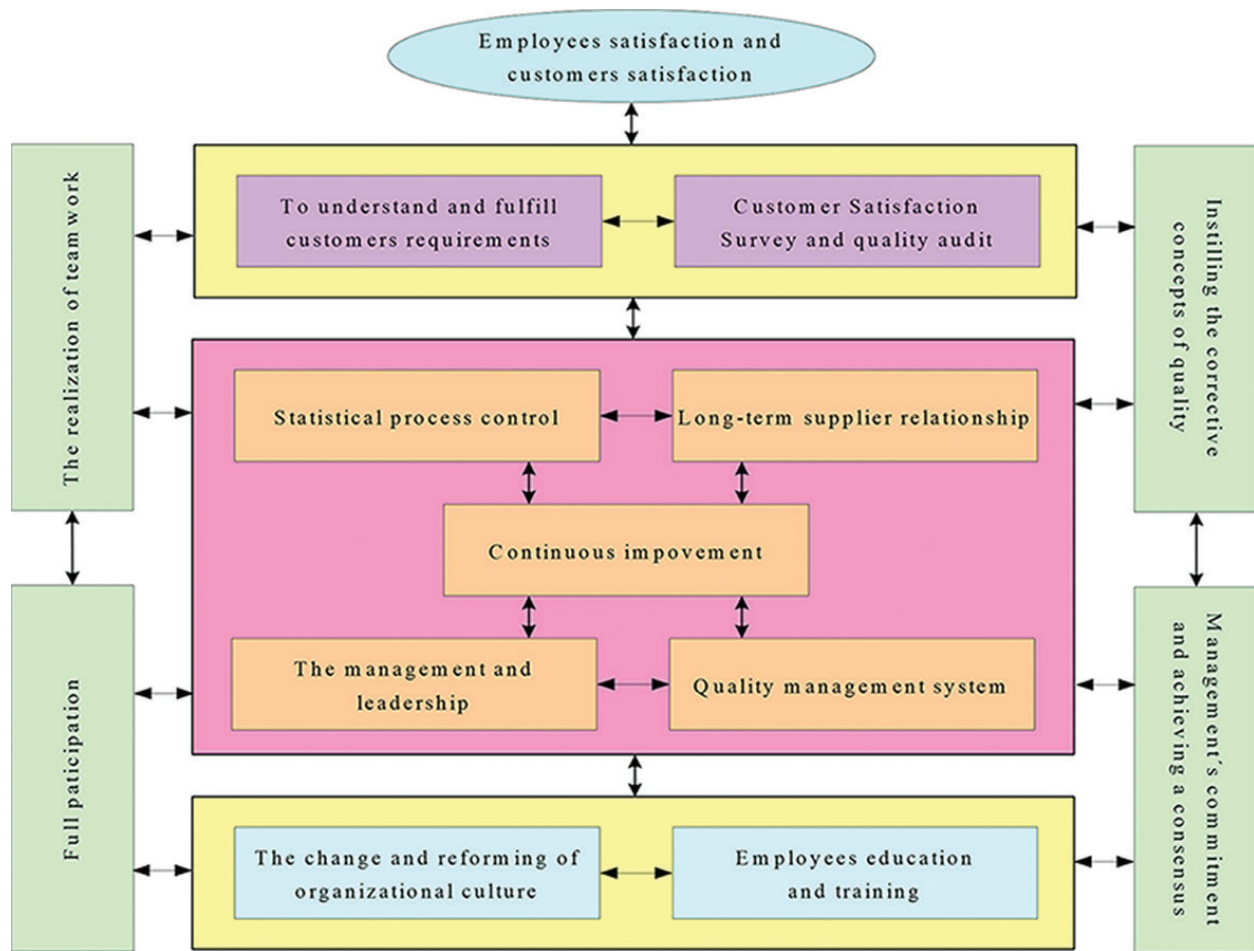 Employees satisfaction and
customers satisfaction
The realization of teamwork
To understand and fulfill
customers requirements
Customer Satisfaction
Survey and quality audit
Instilling the corrective
concepts of quality
Statistical process control
Long-term supplier relationship
Continuous impovement
The management and
leadership
Quality management system
Full paticipation
Management´s commitment
and achieving a consensus
The change and reforming of
organizational culture
Employees education
and training